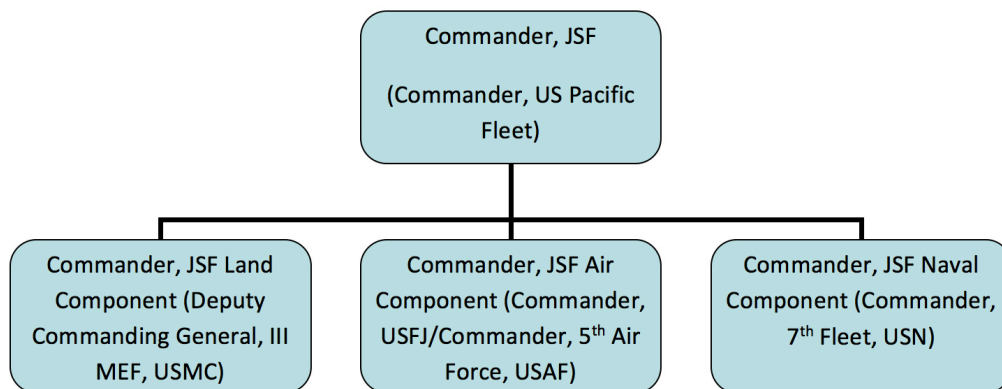 Commander, JSF
(Commander, US Pacific
Fleet)
Commander, JSF Land
Component (Deputy
Commanding General, III
MEF, USMC)
Commander, JSF Air
Component (Commander,
USFJ/Commander, 5th Air
Force, USAF)
Commander, JSF Naval
Component (Commander,
7th Fleet, USN)